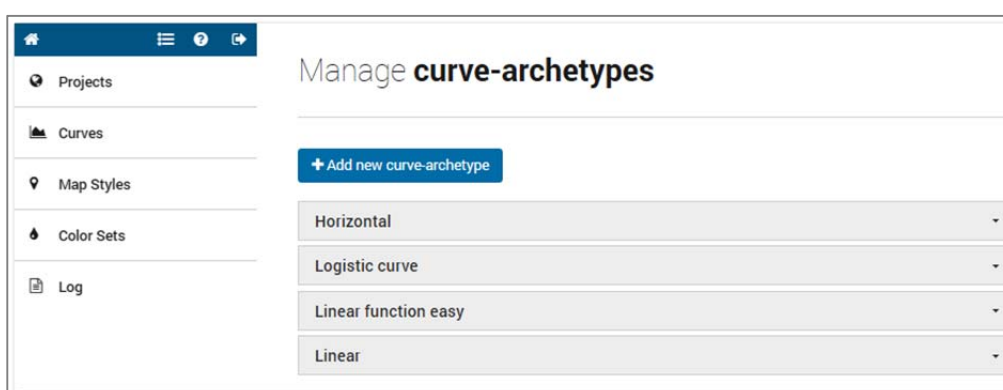 Projects
Curves
Map Styles
Color Sets
Log
Manage curve-archetypes
+ Add new curve-archetype
Horizontal
Logistic curve
Linear function easy
Linear